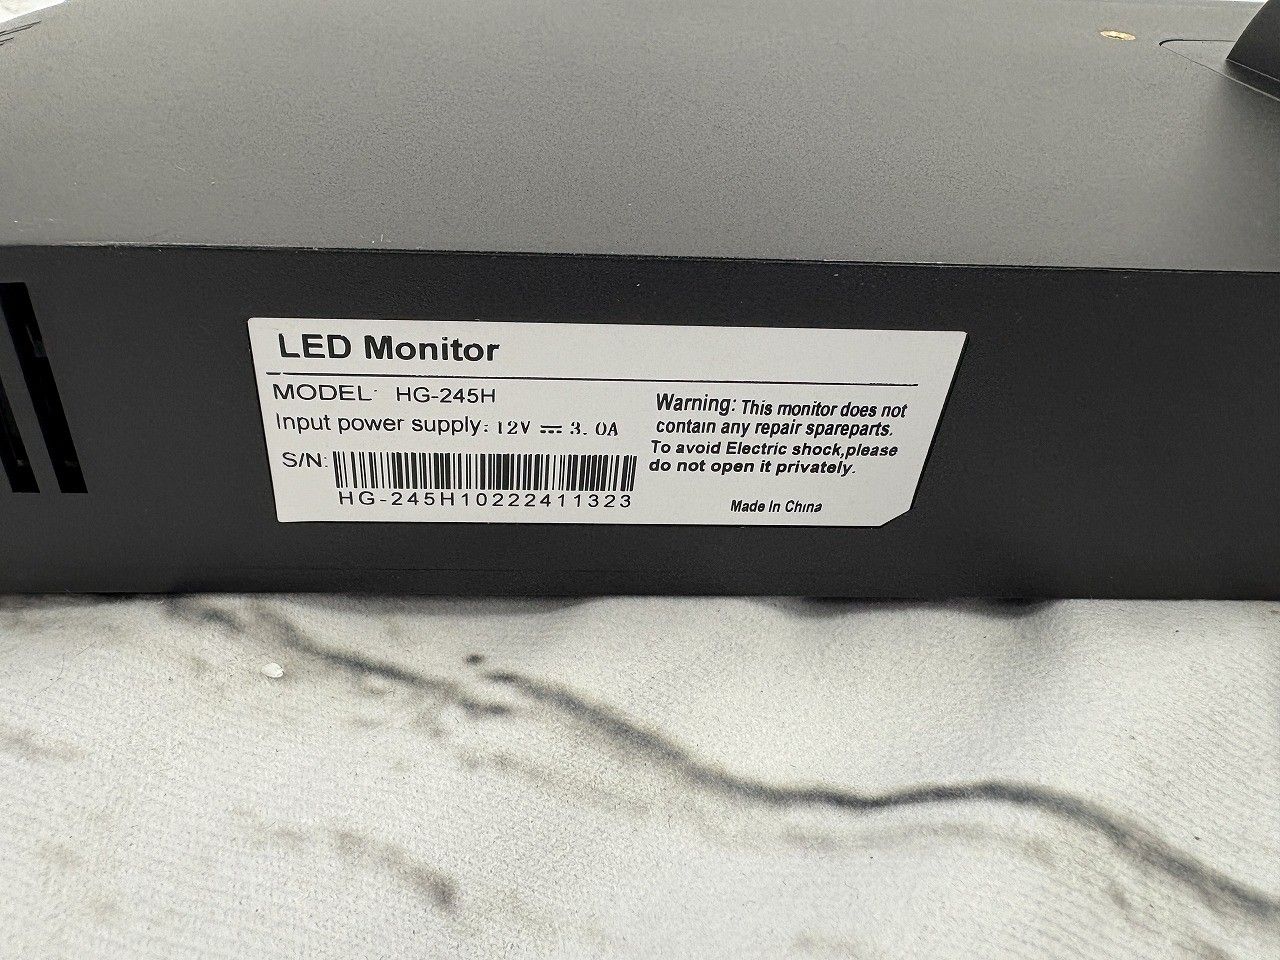 LED Monitor
MODEL: HG-245H
Input power supply: 12V ⎓ 3.0A
S/N:
HG-245H10222411323
Warning: This monitor does not
contain any repair spareparts.
To avoid Electric shock,please
do not open it privately.
Made In China